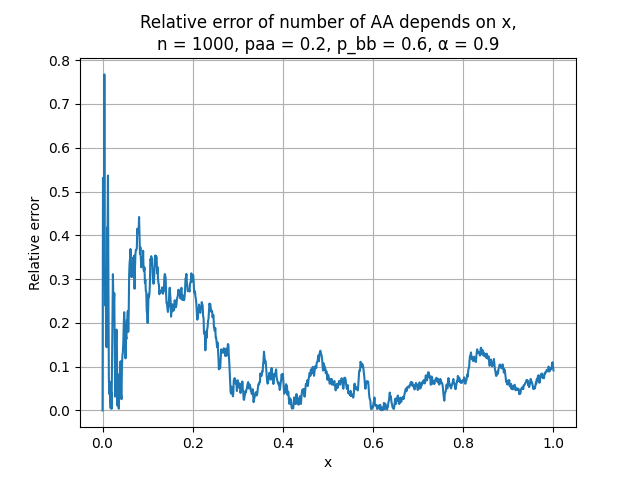 Relative error of number of AA depends on x,
n = 1000, paa = 0.2, p_bb = 0.6, α = 0.9
0.8
0.7
0.6
0.5
0.4
0.3
0.2
0.1
0.0
Relative error
0.0 0.2 0.4 0.6 0.8 1.0
x